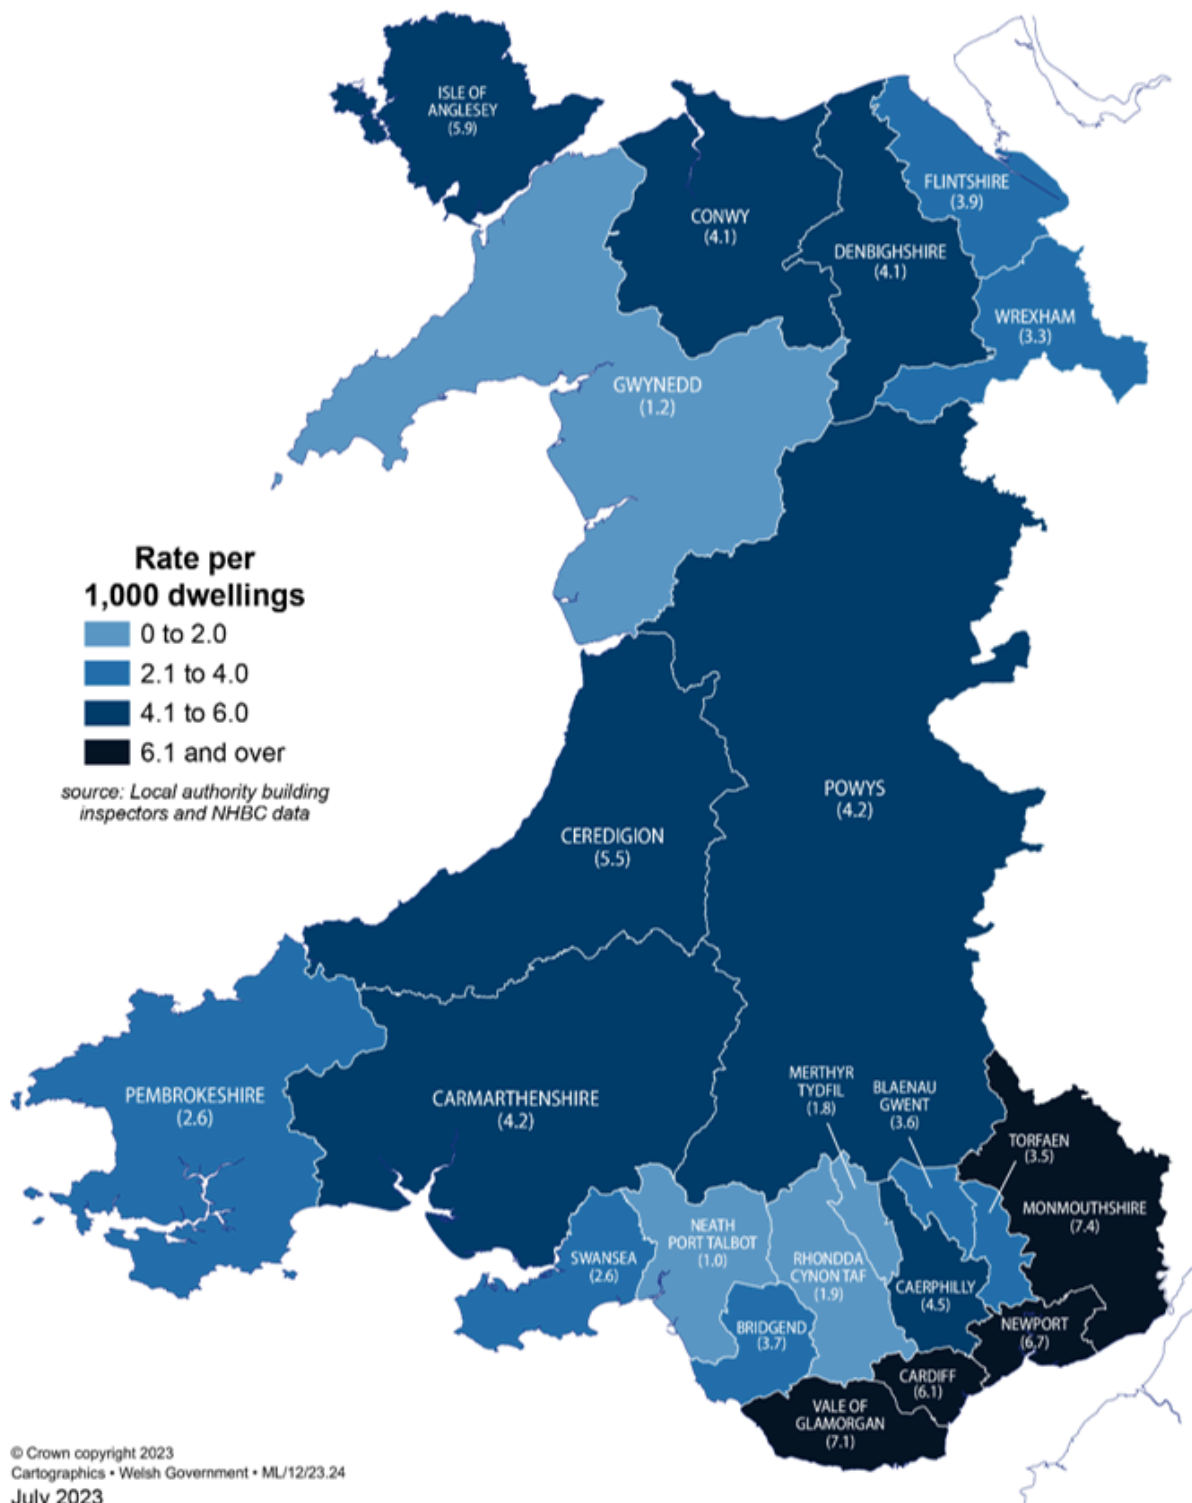 ISLE OF
ANGLESEY
(5.9)
CONWY
(4.1)
DENBIGHSHIRE
(4.1)
FLINTSHIRE
(3.9)
WREXHAM
(3.3)
GWYNEDD
(1.2)
Rate per
1,000 dwellings
0 to 2.0
2.1 to 4.0
4.1 to 6.0
6.1 and over
source: Local authority building
inspectors and NHBC data
POWYS
(4.2)
CEREDIGION
(5.5)
PEMBROKESHIRE
(2.6)
CARMARTHENSHIRE
(4.2)
MERTHYR
TYDFIL
(1.8)
BLAENAU
GWENT
(3.6)
TORFAEN
(3.5)
MONMOUTHSHIRE
(7.4)
SWANSEA
(2.6)
NEATH
PORT TALBOT
(1.0)
RHONDDA
CYNON TAF
(1.9)
CAERPHILLY
(4.5)
BRIDGEND
(3.7)
NEWPORT
(6.7)
CARDIFF
(6.1)
VALE OF
GLAMORGAN
(7.1)
© Crown copyright 2023
Cartographics • Welsh Government • ML/12/23.24
July 2023